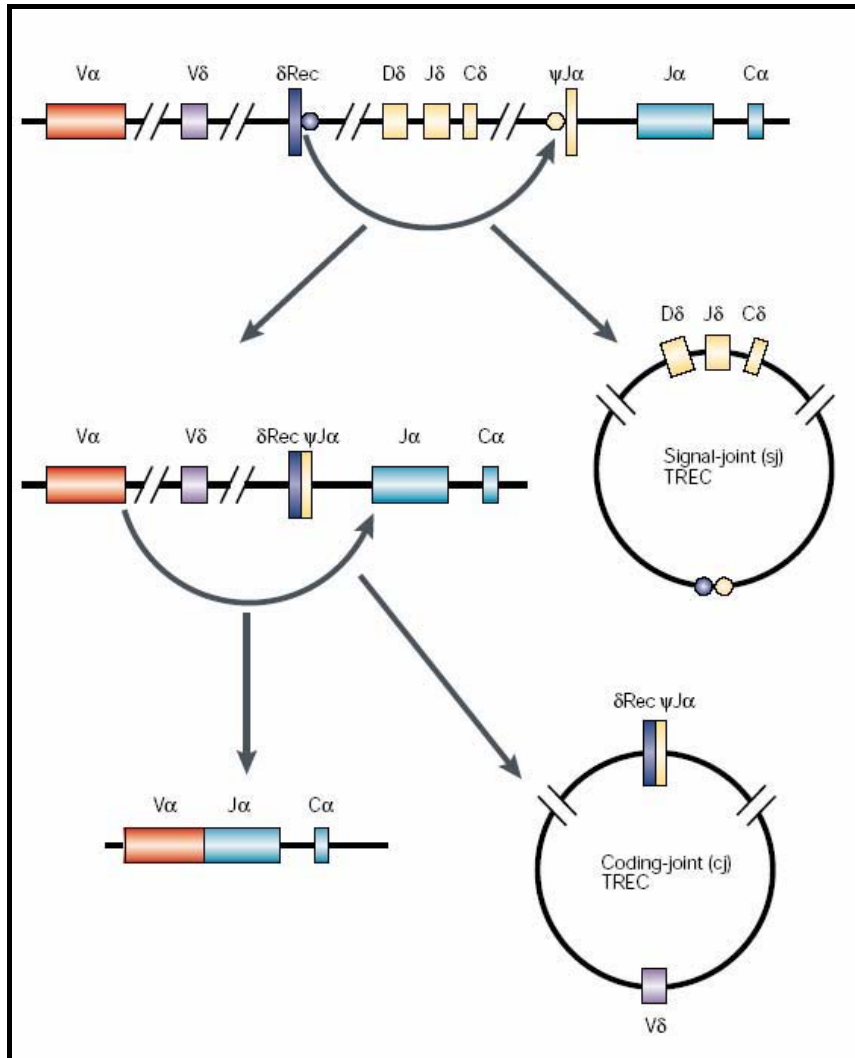 Vα Vδ δRec Dδ Jδ Cδ ψJα Jα Cα
Dδ Jδ Cδ
Signal-joint (sj)
TREC
Vα Vδ δRec ψJα Jα Cα
δRec ψJα
Vα Jα Cα
Coding-joint (cj)
TREC
Vδ